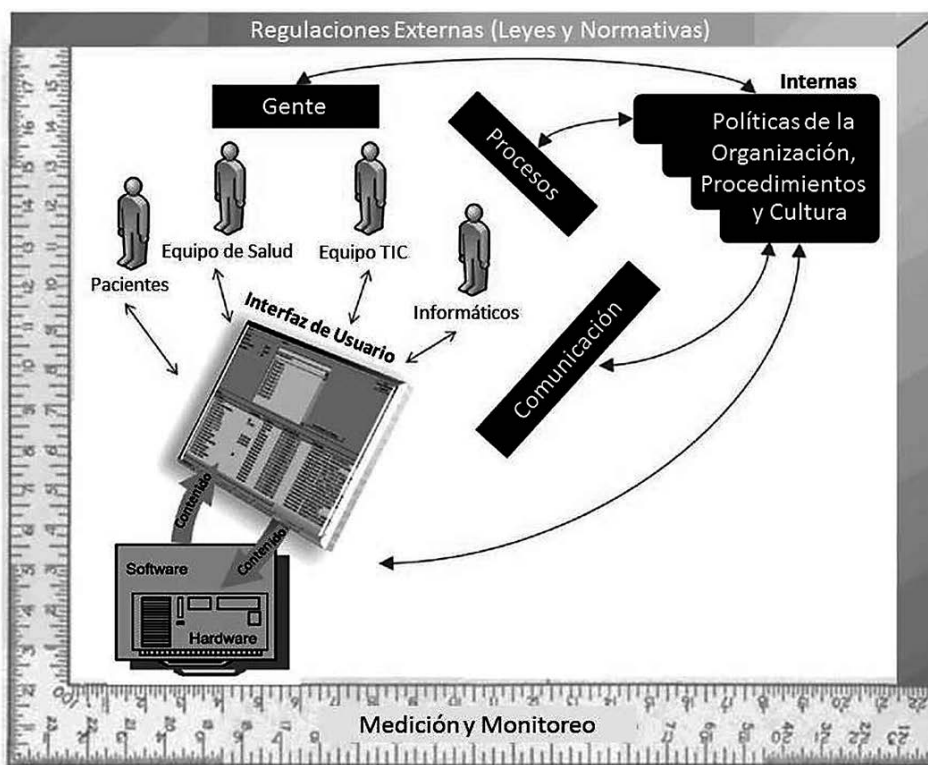 Regulaciones Externas (Leyes y Normativas)
Internas
Gente
Políticas de la
Organización,
Procedimientos
y Cultura
Procesos
Equipo de Salud
Equipo TIC
Pacientes
Informáticos
Interfaz de Usuario
Comunicación
Contenido
Contenido
Software
Hardware
Medición y Monitoreo